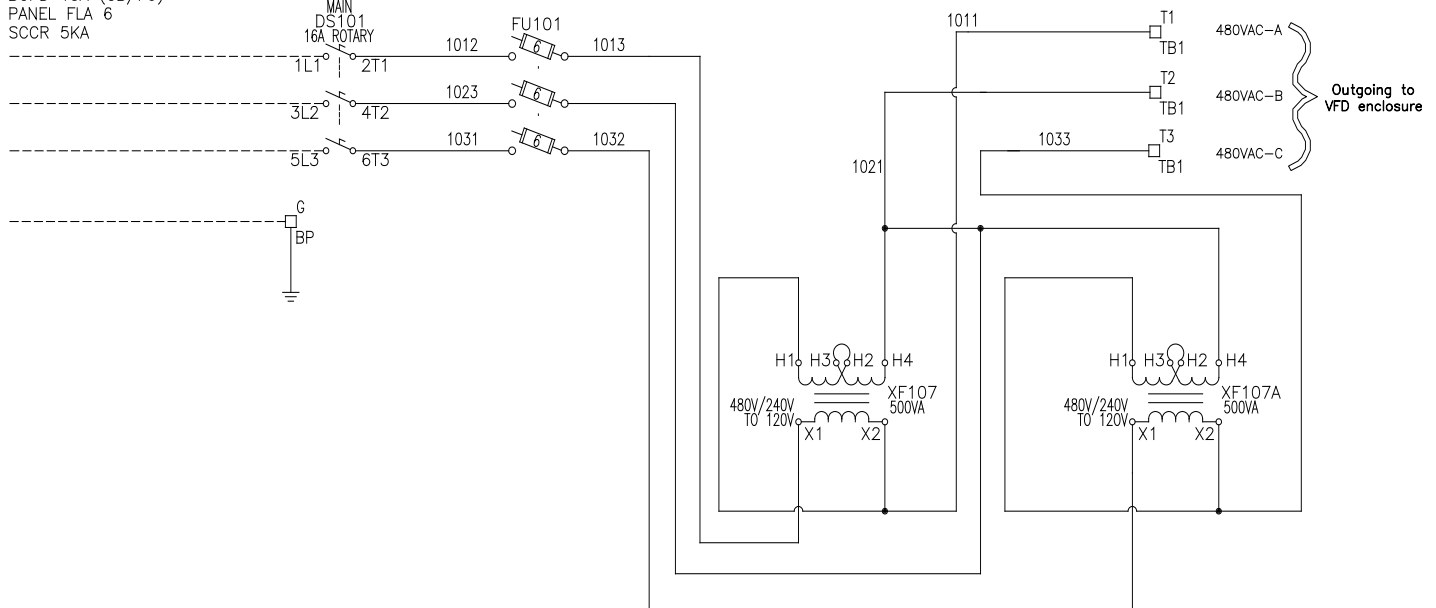 PANEL FLA 6
SCCR 5KA
MAIN
DS101
16A ROTARY
FU101
1L1 2T1 1012 6 1013
3L2 4T2 1023 6
5L3 6T3 1031 6 1032
G
BP
1011 T1 480VAC-A
TB1
T2 480VAC-B
TB1
1021 1033 T3 480VAC-C
TB1
Outgoing to
VFD enclosure
H1 H3 H2 H4
XF107
500VA
480V/240V
TO 120V
X1 X2
H1 H3 H2 H4
XF107A
500VA
480V/240V
TO 120V
X1 X2